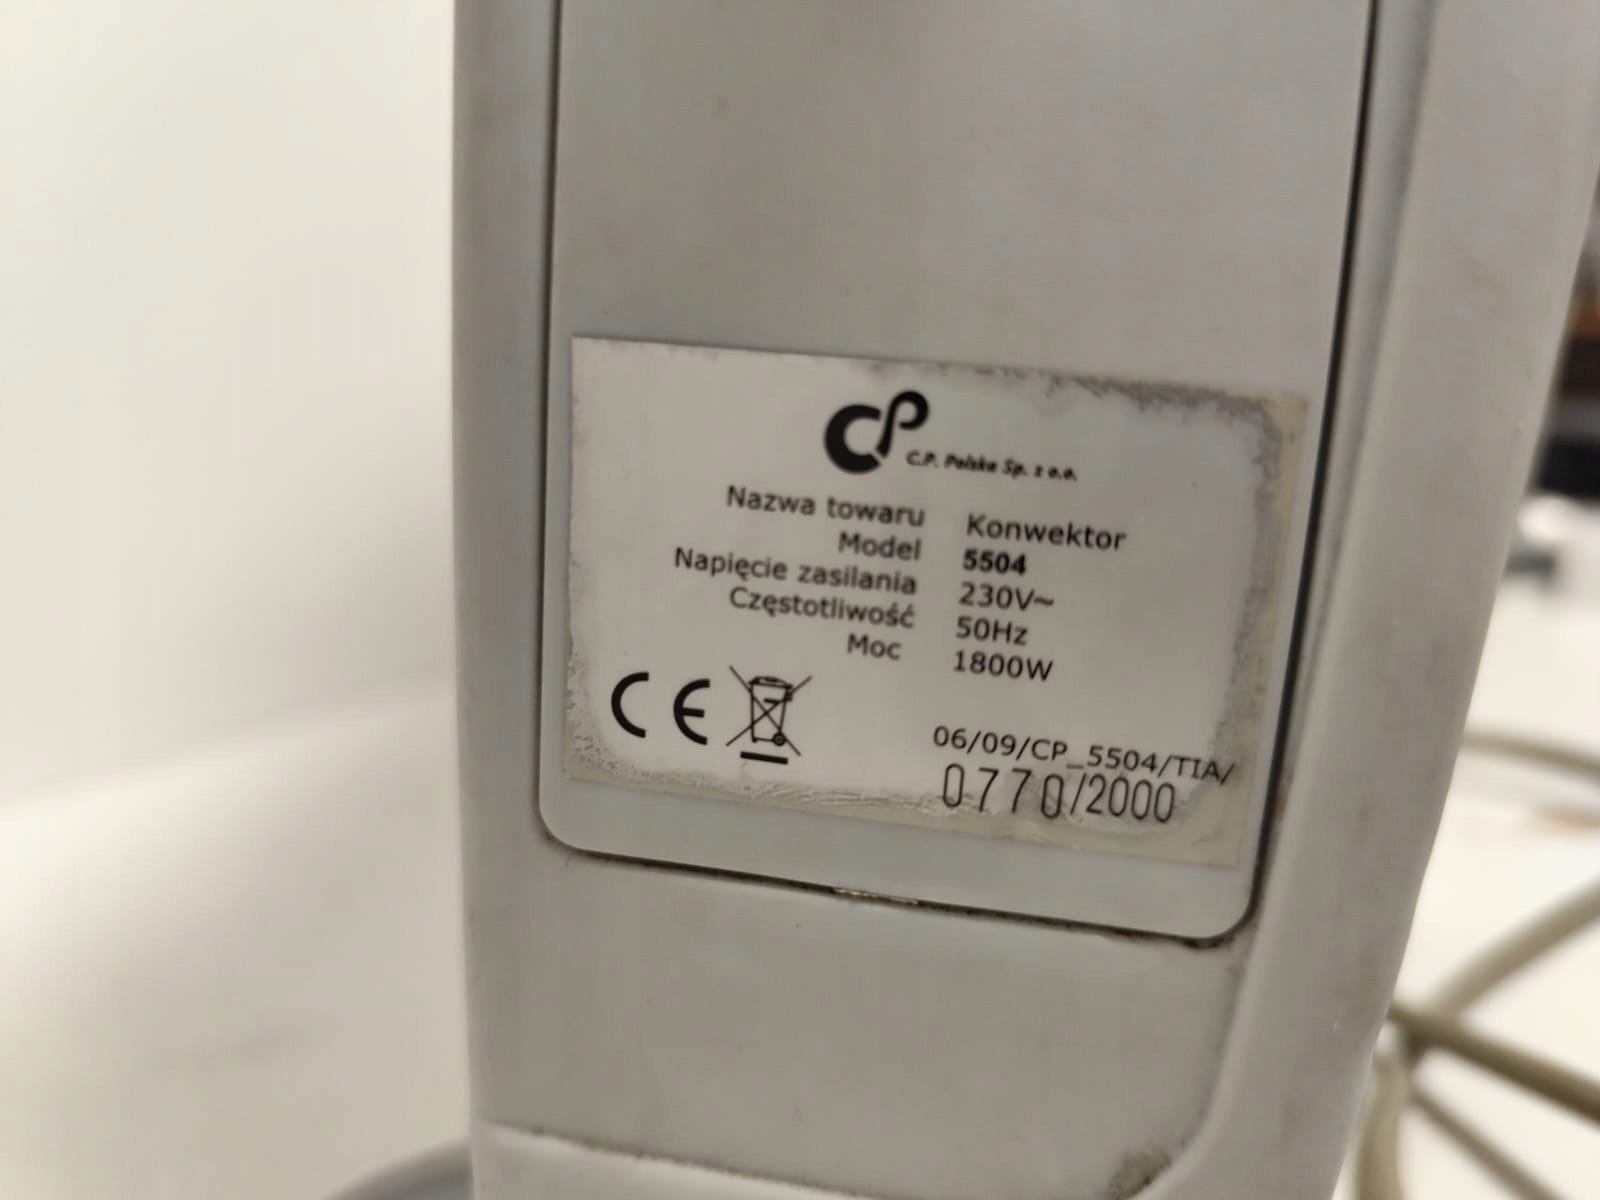 CP C.P. Polska Sp. z o.o.
Nazwa towaru Konwektor
Model 5504
Napięcie zasilania 230V~
Częstotliwość 50Hz
Moc 1800W
CE
06/09/CP_5504/TIA/
0770/2000